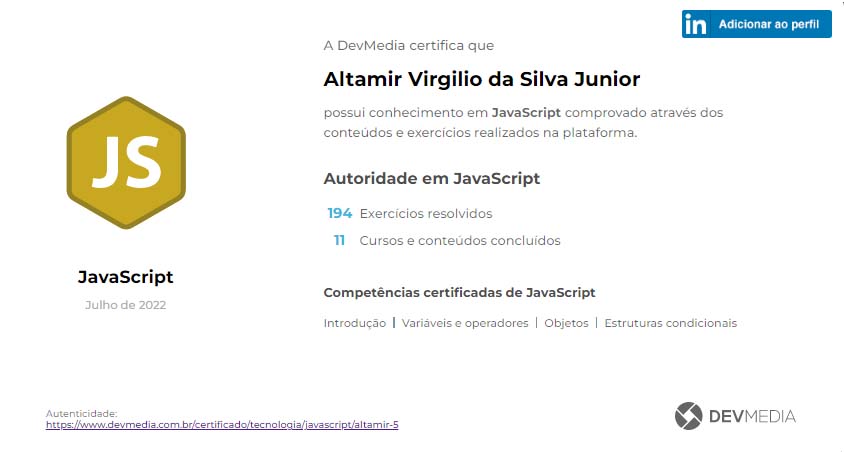 Adicionar ao perfil
A DevMedia certifica que
Altamir Virgilio da Silva Junior
possui conhecimento em JavaScript comprovado através dos
conteúdos e exercícios realizados na plataforma.
JS
Autoridade em JavaScript
194 Exercícios resolvidos
11 Cursos e conteúdos concluídos
JavaScript
Julho de 2022
Competências certificadas de JavaScript
Introdução | Variáveis e operadores | Objetos | Estruturas condicionais
Autenticidade:
https://www.devmedia.com.br/certificado/tecnologia/javascript/altamir-5
DEVMEDIA
in